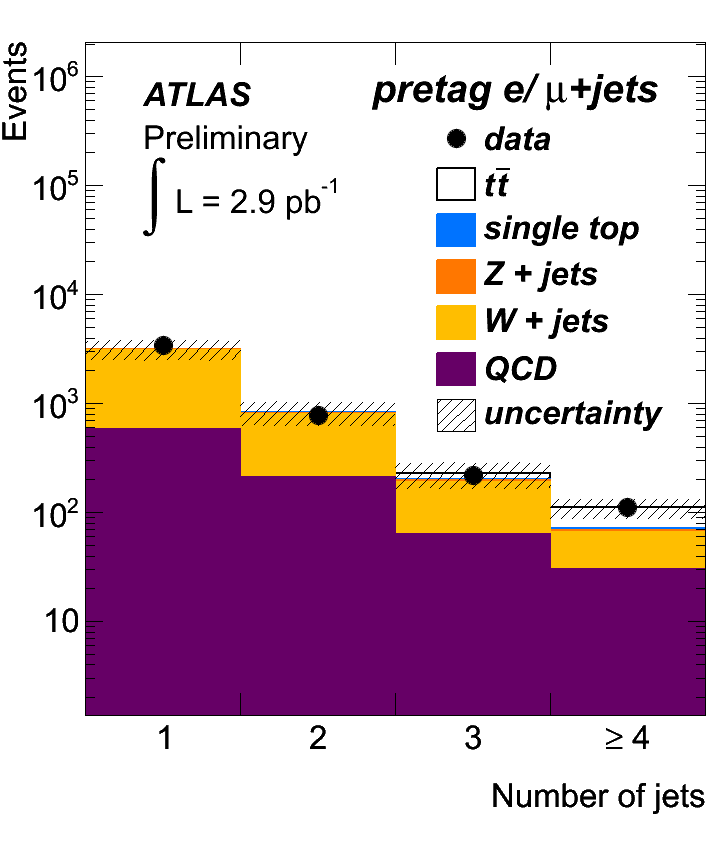 Events
10⁶
10⁵
10⁴
10³
10²
10
ATLAS
Preliminary
∫ L = 2.9 pb⁻¹
pretag e/ μ+jets
data
tt̄
single top
Z + jets
W + jets
QCD
uncertainty
1 2 3 ≥ 4
Number of jets